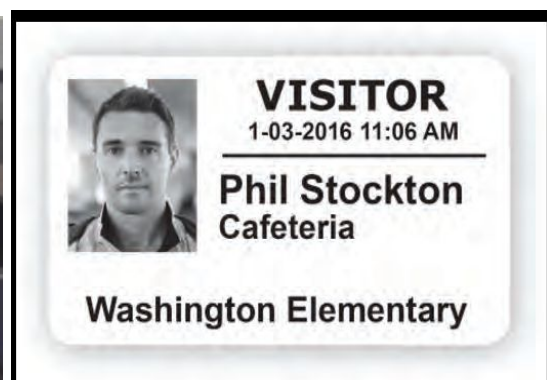 VISITOR
1-03-2016 11:06 AM
Phil Stockton
Cafeteria
Washington Elementary